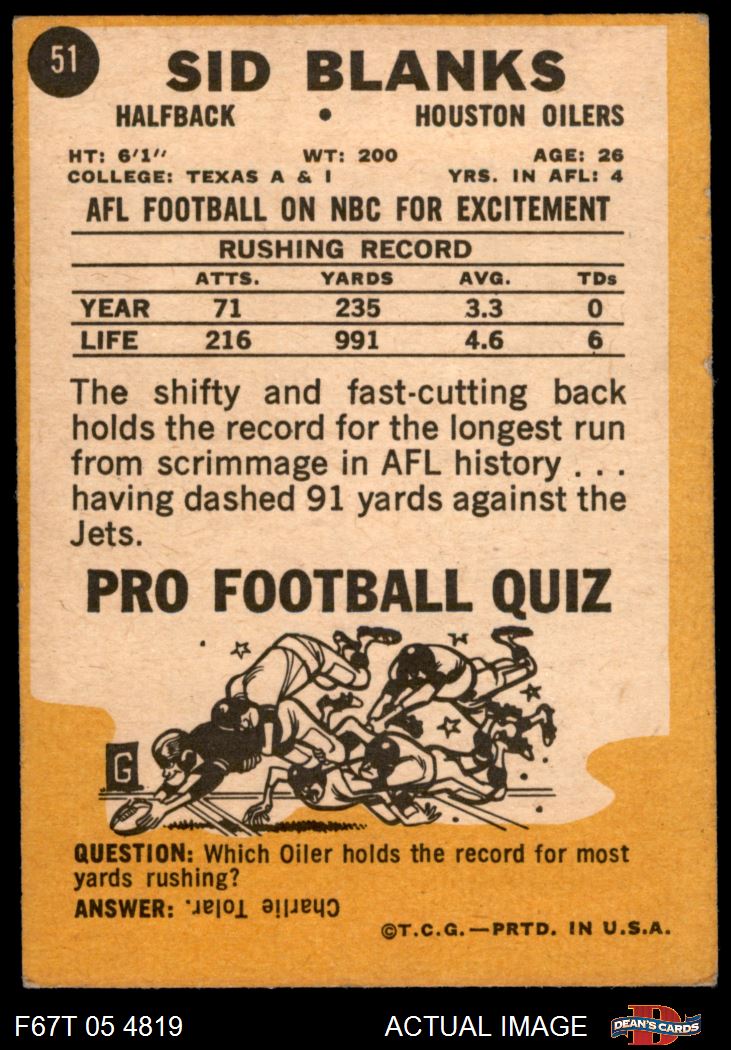 51
SID BLANKS
HALFBACK • HOUSTON OILERS
HT: 6'1" WT: 200 AGE: 26
COLLEGE: TEXAS A & I YRS. IN AFL: 4
AFL FOOTBALL ON NBC FOR EXCITEMENT
RUSHING RECORD
ATTS. YARDS AVG. TDs
YEAR 71 235 3.3 0
LIFE 216 991 4.6 6
The shifty and fast-cutting back
holds the record for the longest run
from scrimmage in AFL history . . .
having dashed 91 yards against the
Jets.
PRO FOOTBALL QUIZ
G
QUESTION: Which Oiler holds the record for most
yards rushing?
ANSWER: Charlie Tolar.
©T.C.G.—PRTD. IN U.S.A.
F67T 05 4819 ACTUAL IMAGE
D
DEAN'S CARDS